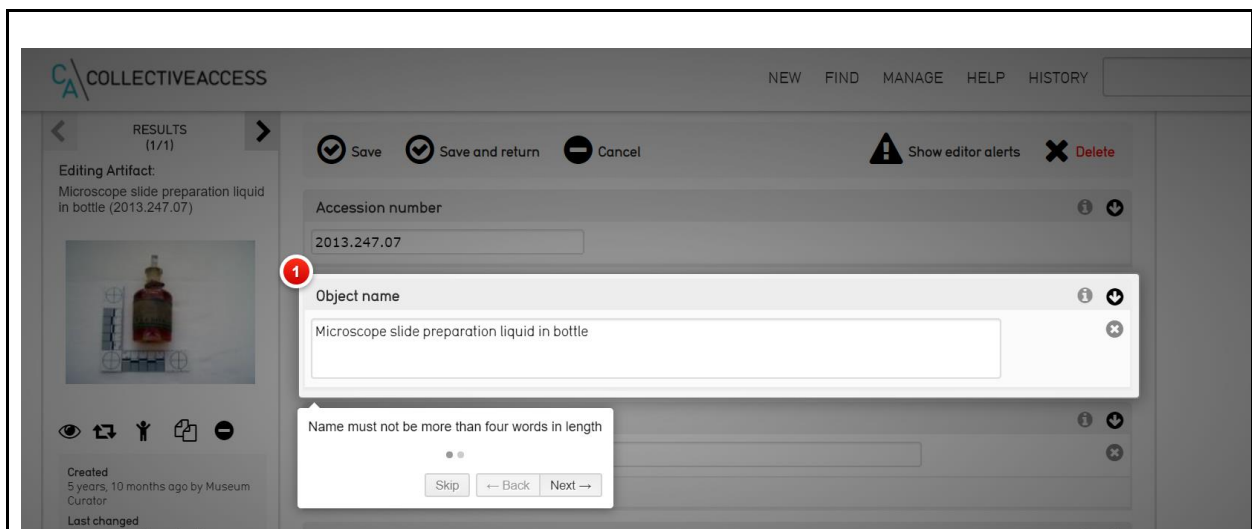 CA COLLECTIVEACCESS
NEW FIND MANAGE HELP HISTORY
RESULTS
(1/1)
Editing Artifact:
Microscope slide preparation liquid
in bottle (2013.247.07)
Save Save and return Cancel Show editor alerts Delete
Accession number
2013.247.07
1
Object name
Microscope slide preparation liquid in bottle
Name must not be more than four words in length
Skip ← Back Next →
Created
5 years, 10 months ago by Museum
Curator
Last changed